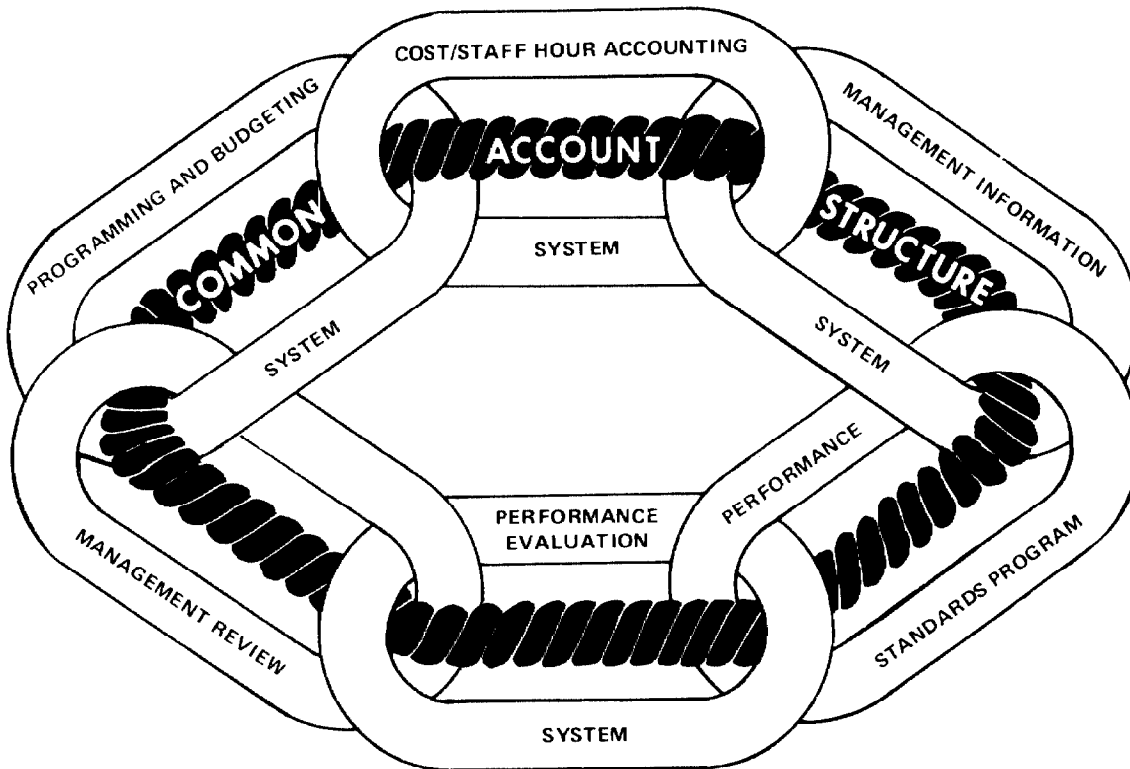 COST/STAFF HOUR ACCOUNTING
SYSTEM
PROGRAMMING AND BUDGETING
SYSTEM
MANAGEMENT INFORMATION
SYSTEM
COMMON
ACCOUNT
STRUCTURE
MANAGEMENT REVIEW
PERFORMANCE
EVALUATION
SYSTEM
PERFORMANCE
STANDARDS PROGRAM